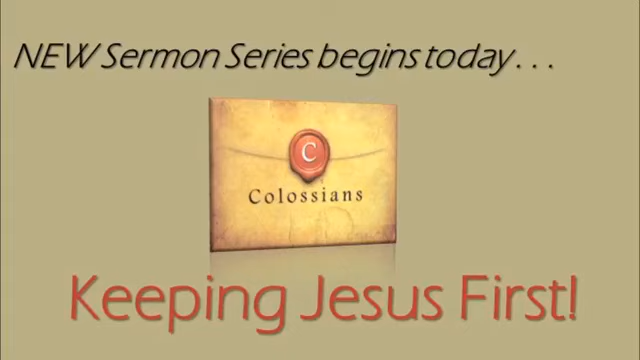 NEW Sermon Series begins today . . .
C
Colossians
Keeping Jesus First!